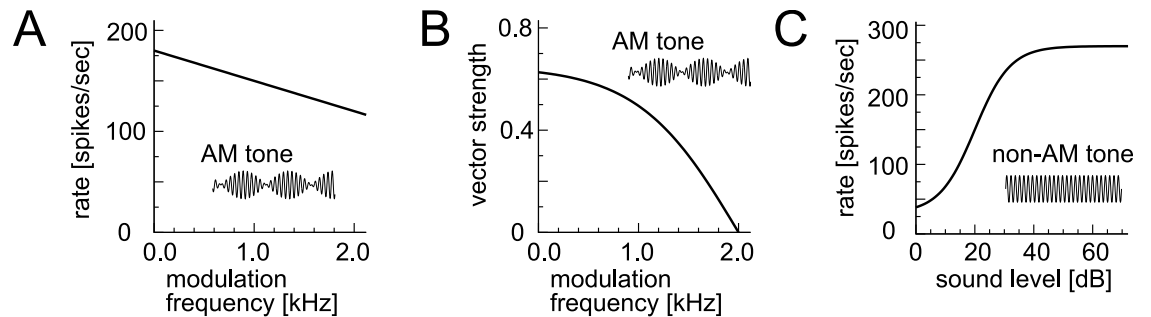 A
rate [spikes/sec]
200
100
0
AM tone
0.0 1.0 2.0
modulation
frequency [kHz]
B
vector strength
0.8
0.4
0
AM tone
0.0 1.0 2.0
modulation
frequency [kHz]
C
rate [spikes/sec]
300
200
100
0
non-AM tone
0 20 40 60
sound level [dB]